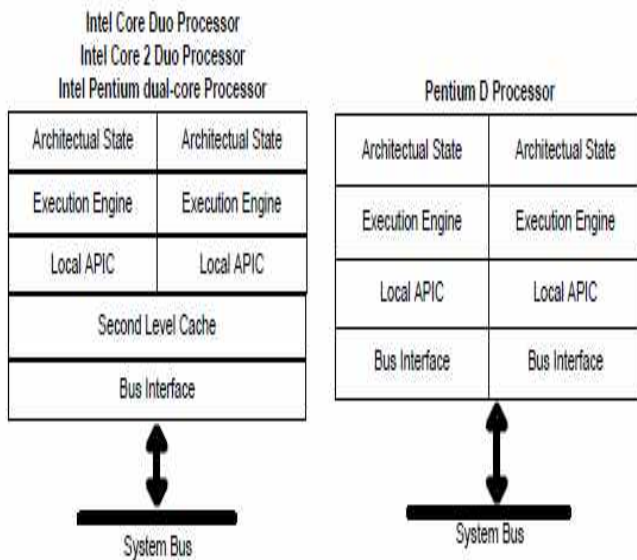 Intel Core Duo Processor
Intel Core 2 Duo Processor
Intel Pentium dual-core Processor
Architectual State Architectual State
Execution Engine Execution Engine
Local APIC Local APIC
Second Level Cache
Bus Interface
System Bus
Pentium D Processor
Architectual State Architectual State
Execution Engine Execution Engine
Local APIC Local APIC
Bus Interface Bus Interface
System Bus